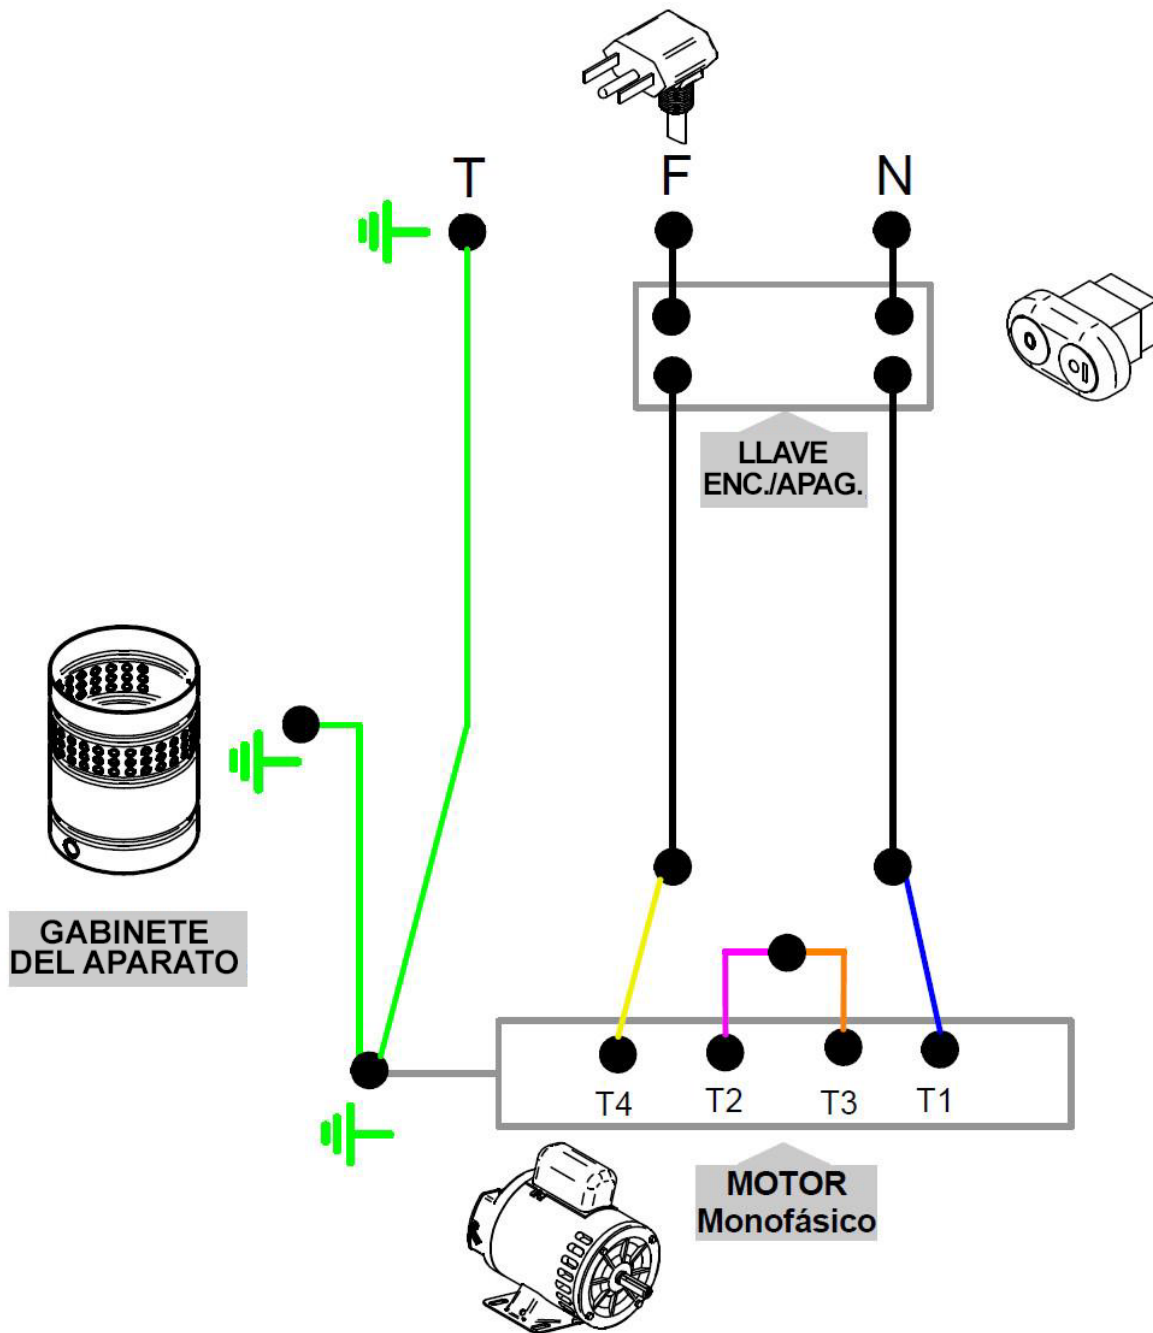 T
F
N
LLAVE
ENC./APAG.
GABINETE
DEL APARATO
T4
T2
T3
T1
MOTOR
Monofásico